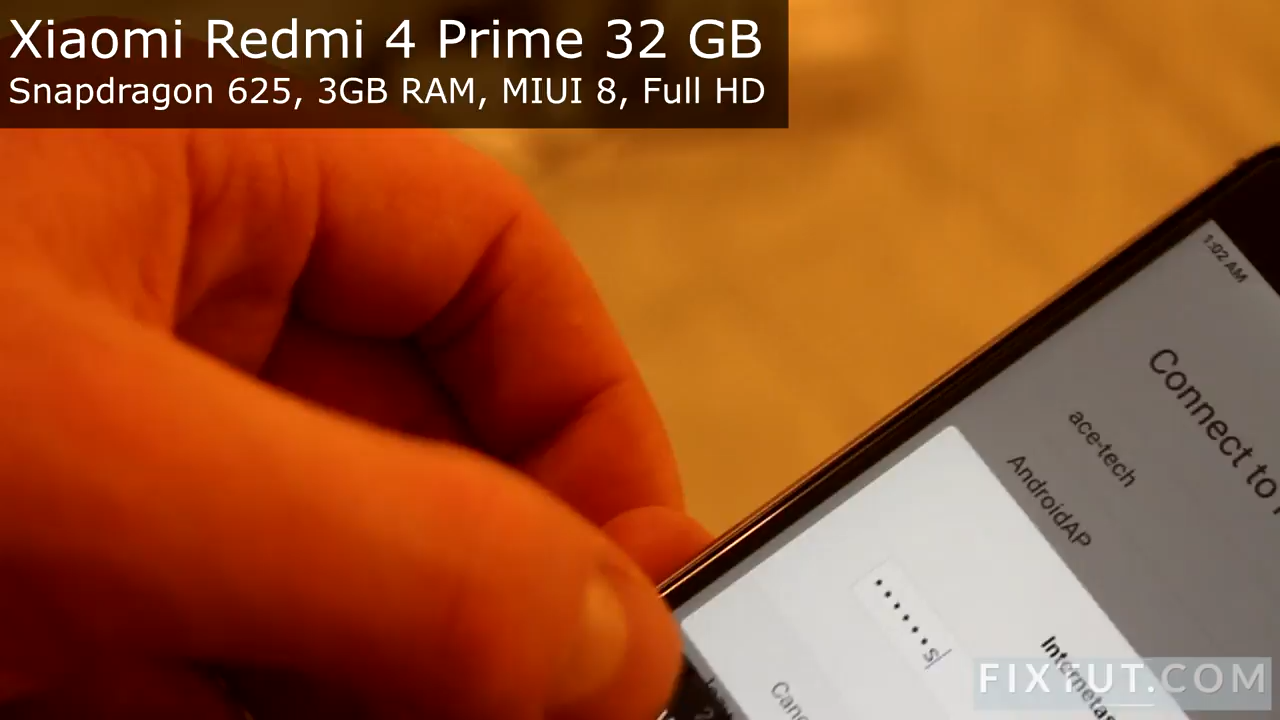 Xiaomi Redmi 4 Prime 32 GB
Snapdragon 625, 3GB RAM, MIUI 8, Full HD
1:02 AM
Connect to
ace-tech
AndroidAP
••••••s
FIXTUT.COM